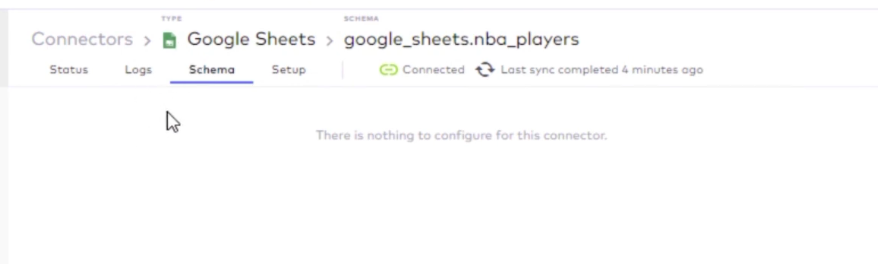 TYPE SCHEMA
Connectors > Google Sheets > google_sheets.nba_players
Status Logs Schema Setup Connected Last sync completed 4 minutes ago
There is nothing to configure for this connector.